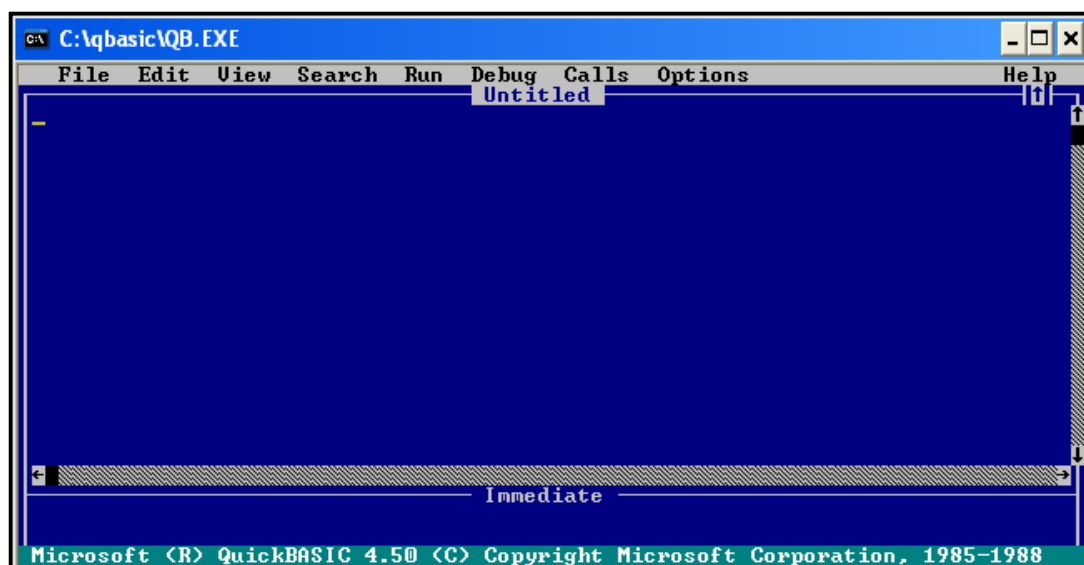 C:\qbasic\QB.EXE
File Edit View Search Run Debug Calls Options Help
Untitled
Immediate
Microsoft (R) QuickBASIC 4.50 (C) Copyright Microsoft Corporation, 1985-1988